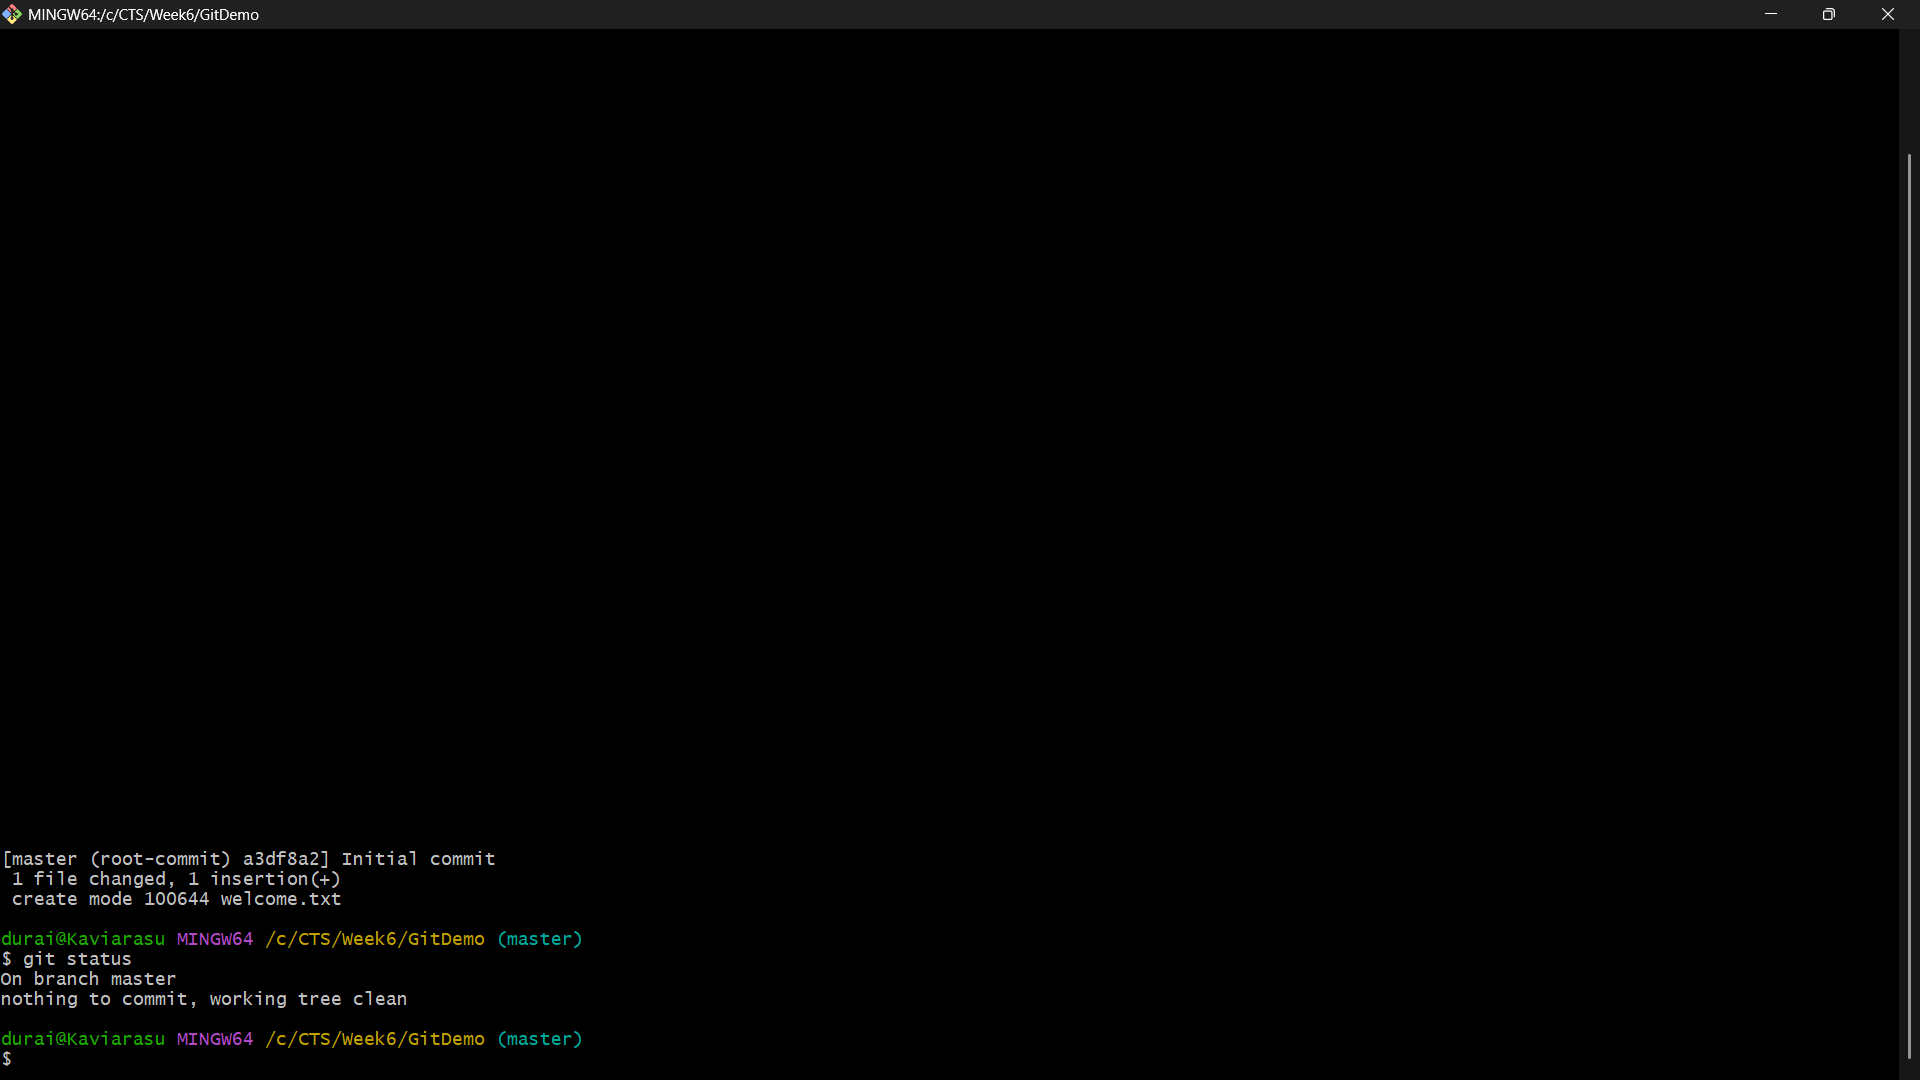 MINGW64:/c/CTS/Week6/GitDemo
[master (root-commit) a3df8a2] Initial commit
 1 file changed, 1 insertion(+)
 create mode 100644 welcome.txt
durai@Kaviarasu MINGW64 /c/CTS/Week6/GitDemo (master)
$ git status
On branch master
nothing to commit, working tree clean
durai@Kaviarasu MINGW64 /c/CTS/Week6/GitDemo (master)
$